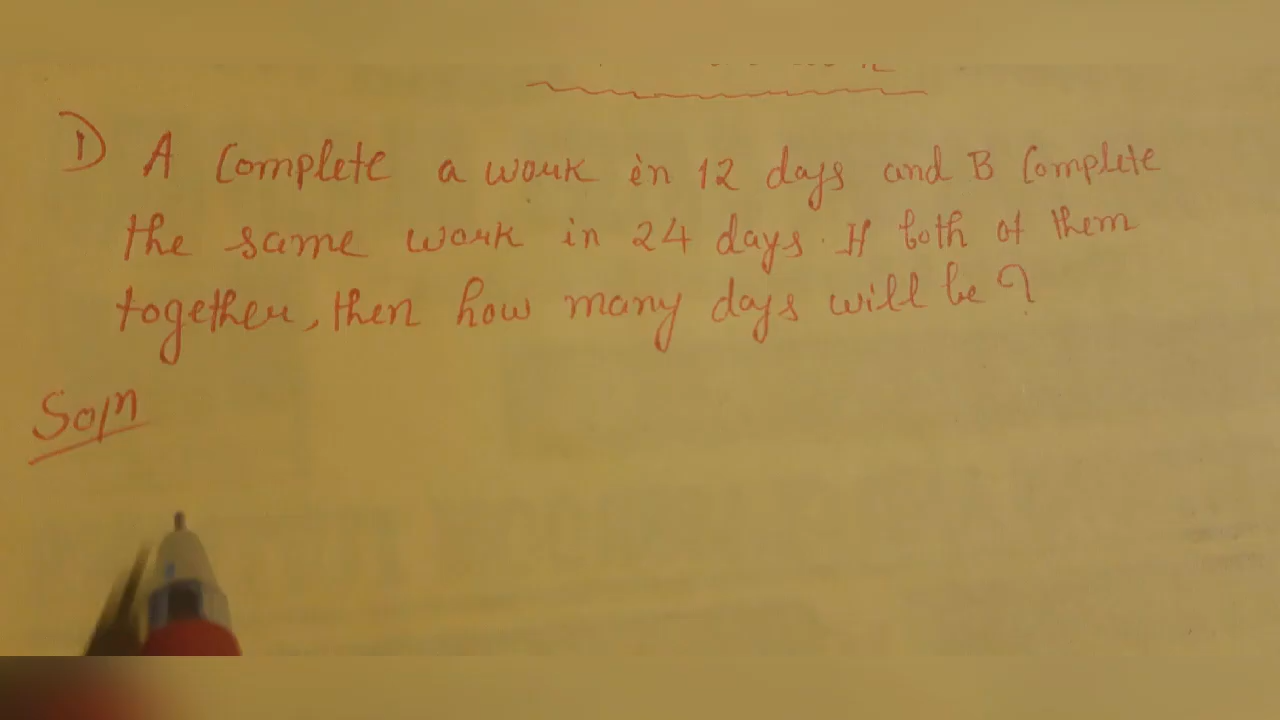 1) A Complete a work in 12 days and B Complete
the same work in 24 days. If both of them
together, then how many days will be?
Soln